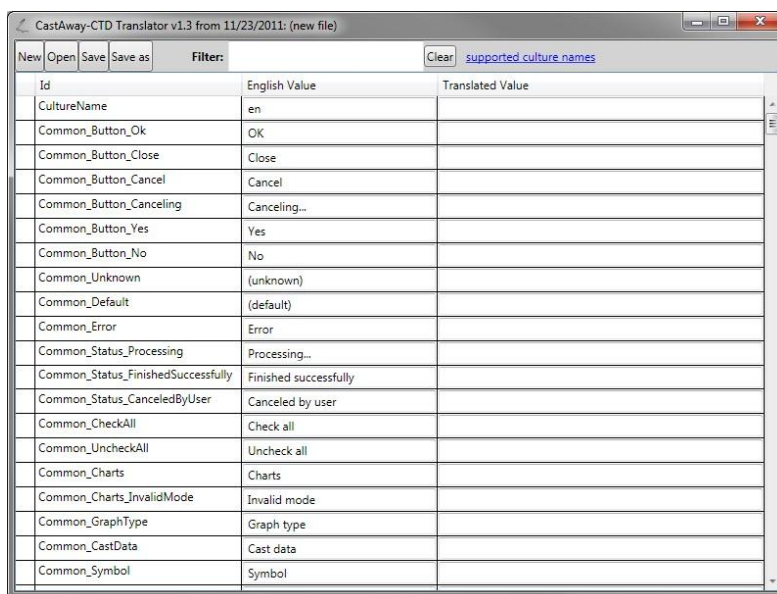 CastAway-CTD Translator v1.3 from 11/23/2011: (new file)
New Open Save Save as Filter: Clear supported culture names
Id English Value Translated Value
CultureName en
Common_Button_Ok OK
Common_Button_Close Close
Common_Button_Cancel Cancel
Common_Button_Canceling Canceling...
Common_Button_Yes Yes
Common_Button_No No
Common_Unknown (unknown)
Common_Default (default)
Common_Error Error
Common_Status_Processing Processing...
Common_Status_FinishedSuccessfully Finished successfully
Common_Status_CanceledByUser Canceled by user
Common_CheckAll Check all
Common_UncheckAll Uncheck all
Common_Charts Charts
Common_Charts_InvalidMode Invalid mode
Common_GraphType Graph type
Common_CastData Cast data
Common_Symbol Symbol